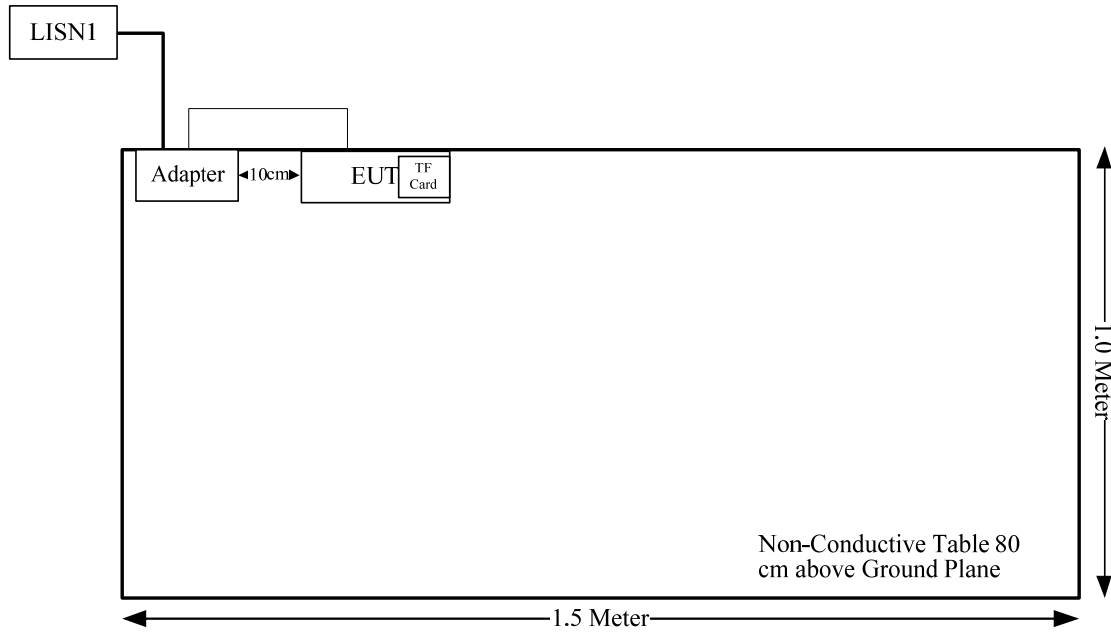 LISN1
Adapter
10cm
EUT
TF
Card
1.0 Meter
Non-Conductive Table 80
cm above Ground Plane
1.5 Meter